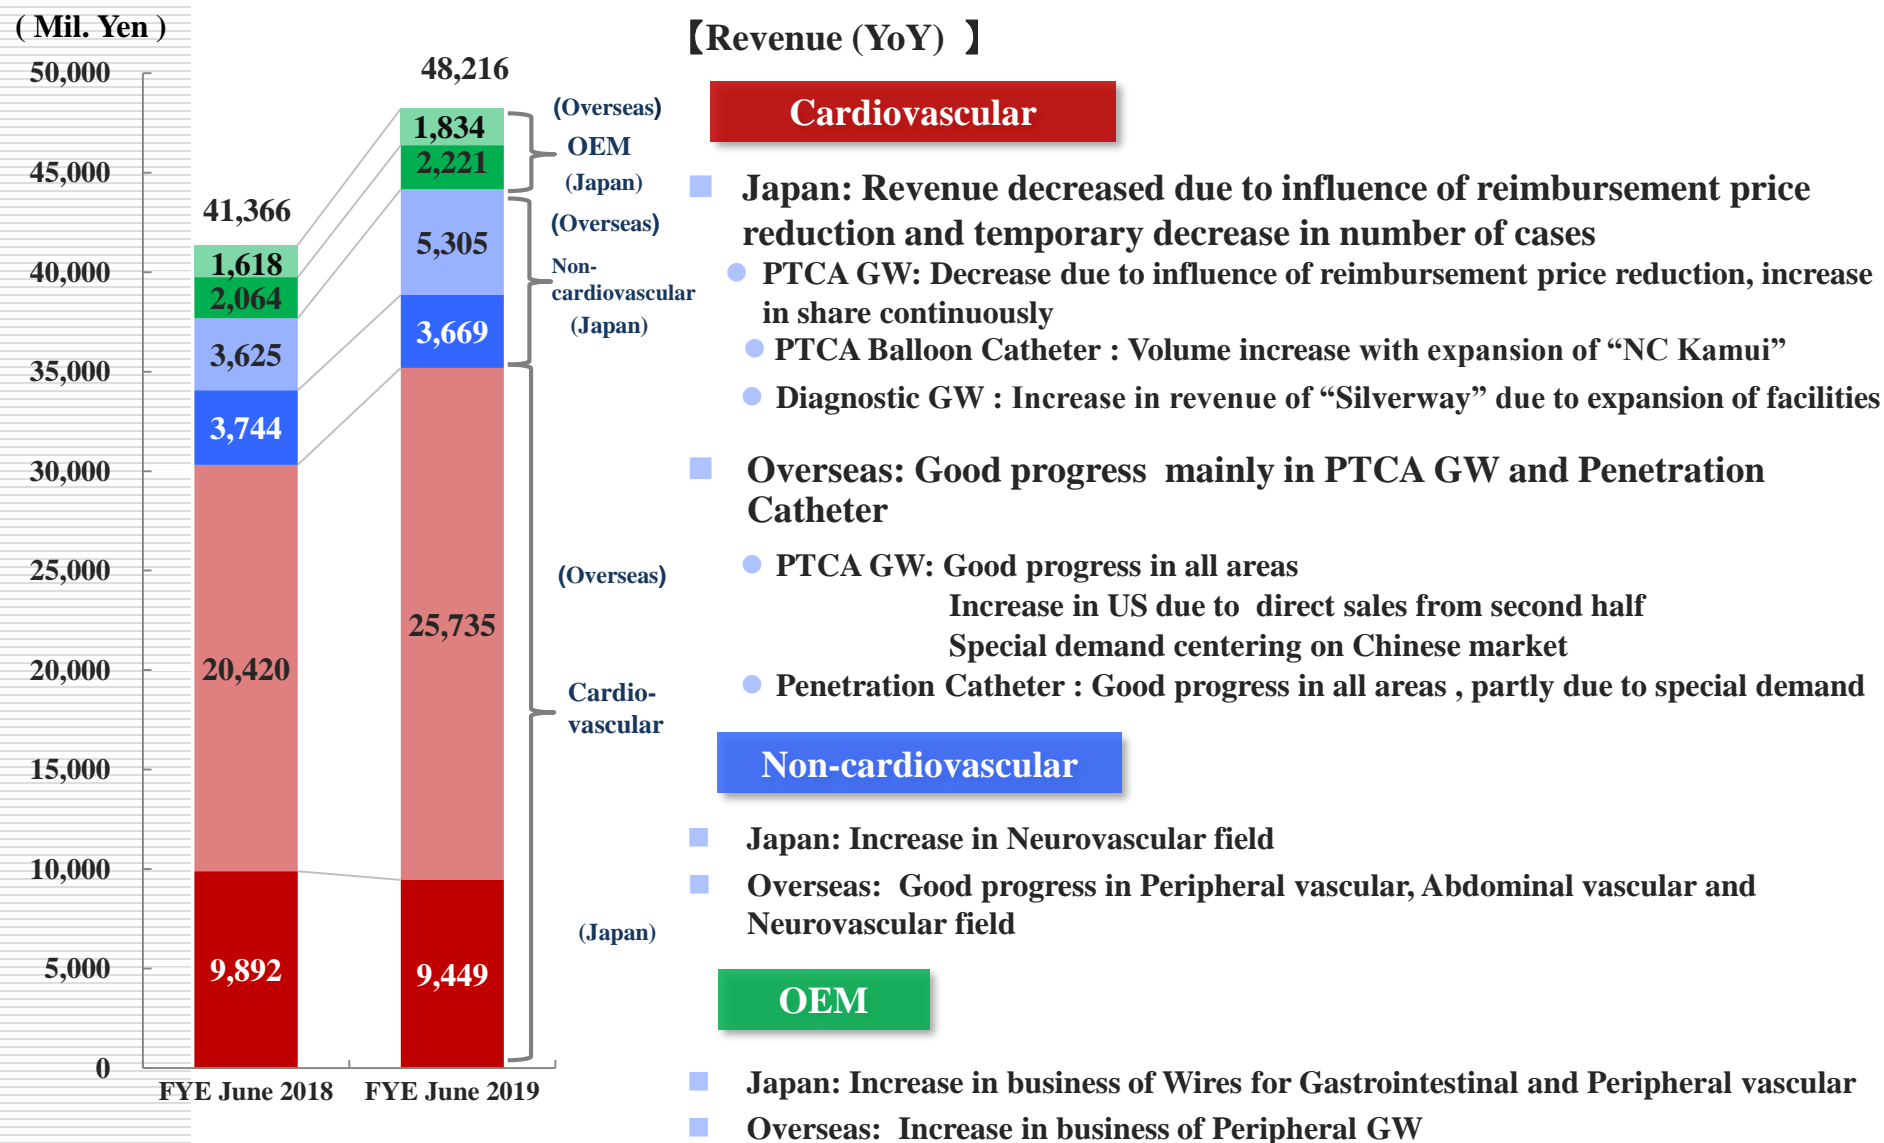 ( Mil. Yen )
50,000
45,000
40,000
35,000
30,000
25,000
20,000
15,000
10,000
5,000
0
41,366
1,618
2,064
3,625
3,744
20,420
9,892
FYE June 2018
48,216
1,834
2,221
5,305
3,669
25,735
9,449
FYE June 2019
(Overseas)
OEM
(Japan)
(Overseas)
Non-
cardiovascular
(Japan)
(Overseas)
Cardio-
vascular
(Japan)
【Revenue (YoY) 】
Cardiovascular
Japan: Revenue decreased due to influence of reimbursement price
reduction and temporary decrease in number of cases
PTCA GW: Decrease due to influence of reimbursement price reduction, increase
in share continuously
PTCA Balloon Catheter : Volume increase with expansion of “NC Kamui”
Diagnostic GW : Increase in revenue of “Silverway” due to expansion of facilities
Overseas: Good progress mainly in PTCA GW and Penetration
Catheter
PTCA GW: Good progress in all areas
Increase in US due to direct sales from second half
Special demand centering on Chinese market
Penetration Catheter : Good progress in all areas , partly due to special demand
Non-cardiovascular
Japan: Increase in Neurovascular field
Overseas: Good progress in Peripheral vascular, Abdominal vascular and
Neurovascular field
OEM
Japan: Increase in business of Wires for Gastrointestinal and Peripheral vascular
Overseas: Increase in business of Peripheral GW